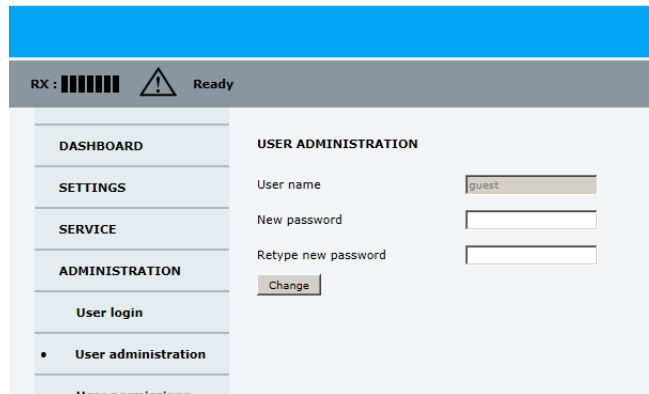 RX :
Ready
DASHBOARD
SETTINGS
SERVICE
ADMINISTRATION
User login
• User administration
USER ADMINISTRATION
User name guest
New password
Retype new password
Change